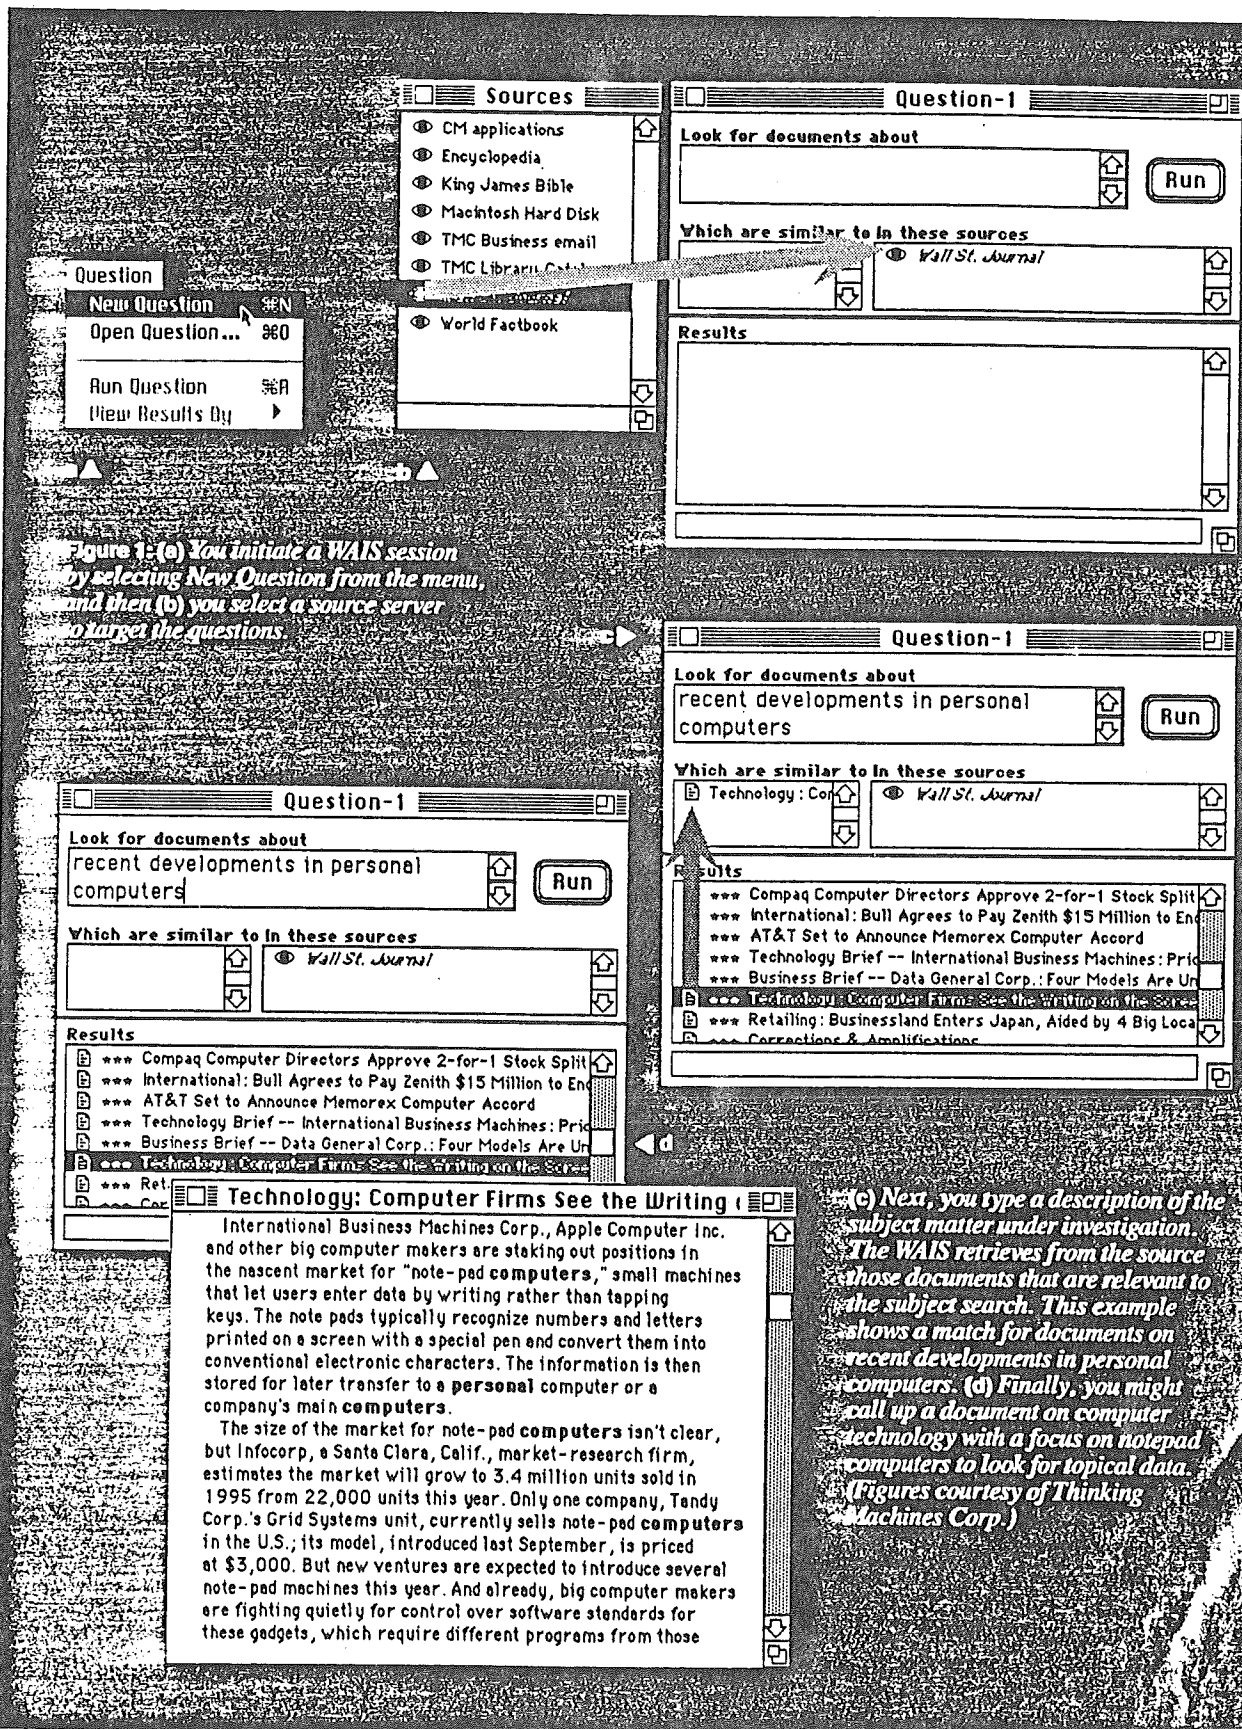 Question
New Question ⌘N
Open Question... ⌘O
Run Question ⌘R
View Results By
a
Sources
CM applications
Encyclopedia
King James Bible
Macintosh Hard Disk
TMC Business email
TMC Library
World Factbook
b
Question-1
Look for documents about
Run
Which are similar to In these sources
Wall St. Journal
Results
Figure 1: (a) You initiate a WAIS session
by selecting New Question from the menu,
and then (b) you select a source server
to target the questions.
c
Question-1
Look for documents about
recent developments in personal
computers
Run
Which are similar to In these sources
Technology: Co
Wall St. Journal
Results
*** Compaq Computer Directors Approve 2-for-1 Stock Split
*** International: Bull Agrees to Pay Zenith $15 Million to End
*** AT&T Set to Announce Memorex Computer Accord
*** Technology Brief -- International Business Machines: Pric
*** Business Brief -- Data General Corp.: Four Models Are Un
*** Technology: Computer Firms See the Writing on the Scree
*** Retailing: Businessland Enters Japan, Aided by 4 Big Loca
*** Corrections & Amplifications
Question-1
Look for documents about
recent developments in personal
computers
Run
Which are similar to In these sources
Wall St. Journal
Results
*** Compaq Computer Directors Approve 2-for-1 Stock Split
*** International: Bull Agrees to Pay Zenith $15 Million to End
*** AT&T Set to Announce Memorex Computer Accord
*** Technology Brief -- International Business Machines: Pric
*** Business Brief -- Data General Corp.: Four Models Are Un
*** Technology: Computer Firms See the Writing on the Scree
*** Ret
*** Cor
d
Technology: Computer Firms See the Writing
International Business Machines Corp., Apple Computer Inc.
and other big computer makers are staking out positions in
the nascent market for "note-pad computers," small machines
that let users enter data by writing rather than tapping
keys. The note pads typically recognize numbers and letters
printed on a screen with a special pen and convert them into
conventional electronic characters. The information is then
stored for later transfer to a personal computer or a
company's main computers.
The size of the market for note-pad computers isn't clear,
but Infocorp, a Santa Clara, Calif., market-research firm,
estimates the market will grow to 3.4 million units sold in
1995 from 22,000 units this year. Only one company, Tandy
Corp.'s Grid Systems unit, currently sells note-pad computers
in the U.S.; its model, introduced last September, is priced
at $3,000. But new ventures are expected to introduce several
note-pad machines this year. And already, big computer makers
are fighting quietly for control over software standards for
these gadgets, which require different programs from those
(c) Next, you type a description of the
subject matter under investigation.
The WAIS retrieves from the source
those documents that are relevant to
the subject search. This example
shows a match for documents on
recent developments in personal
computers. (d) Finally, you might
call up a document on computer
technology with a focus on notepad
computers to look for topical data.
(Figures courtesy of Thinking
Machines Corp.)